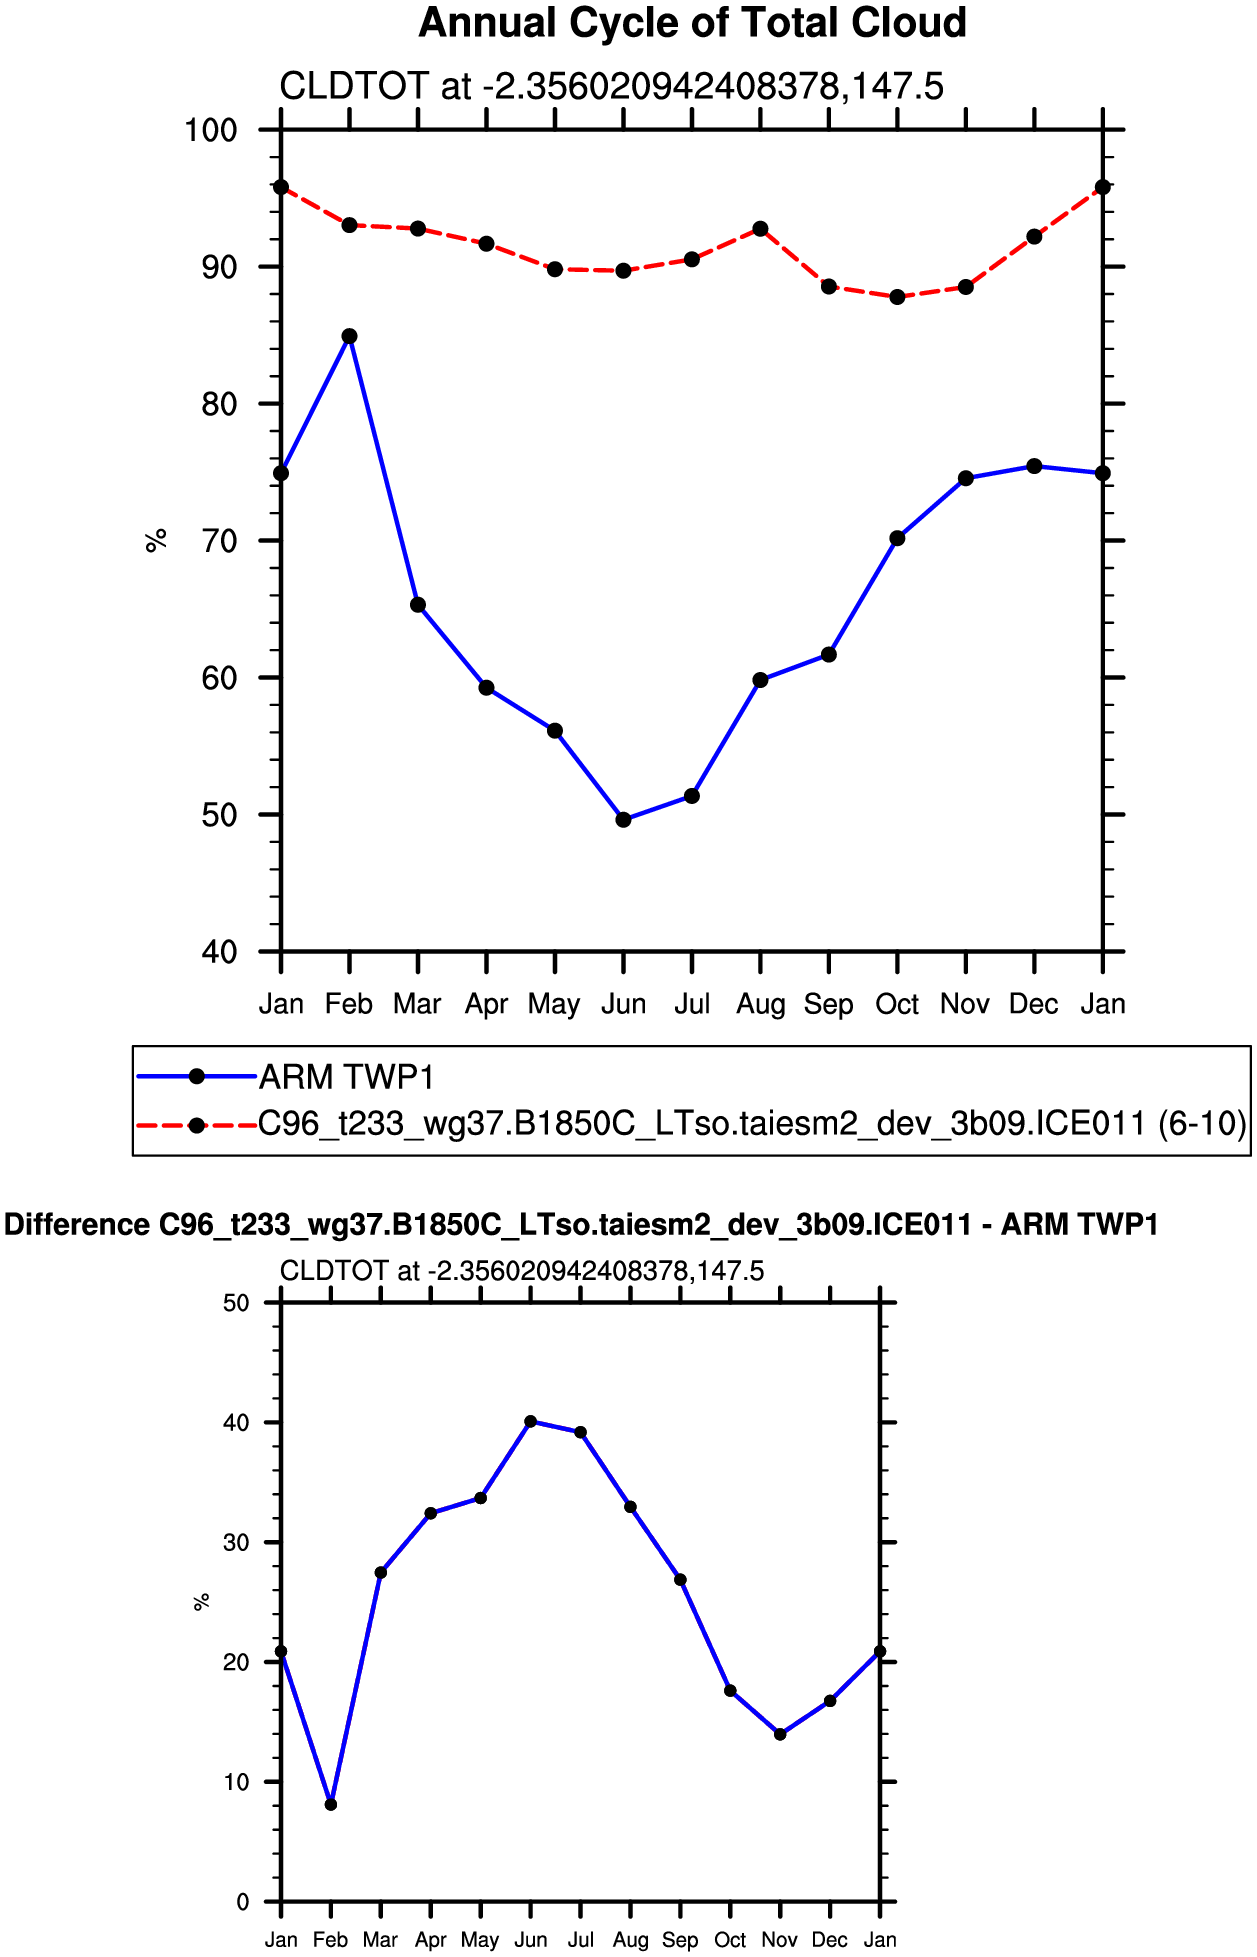 Annual Cycle of Total Cloud
CLDTOT at -2.356020942408378,147.5
100
90
80
70
60
50
40
%
Jan Feb Mar Apr May Jun Jul Aug Sep Oct Nov Dec Jan
ARM TWP1
C96_t233_wg37.B1850C_LTso.taiesm2_dev_3b09.ICE011 (6-10)
Difference C96_t233_wg37.B1850C_LTso.taiesm2_dev_3b09.ICE011 - ARM TWP1
CLDTOT at -2.356020942408378,147.5
50
40
30
20
10
0
%
Jan Feb Mar Apr May Jun Jul Aug Sep Oct Nov Dec Jan